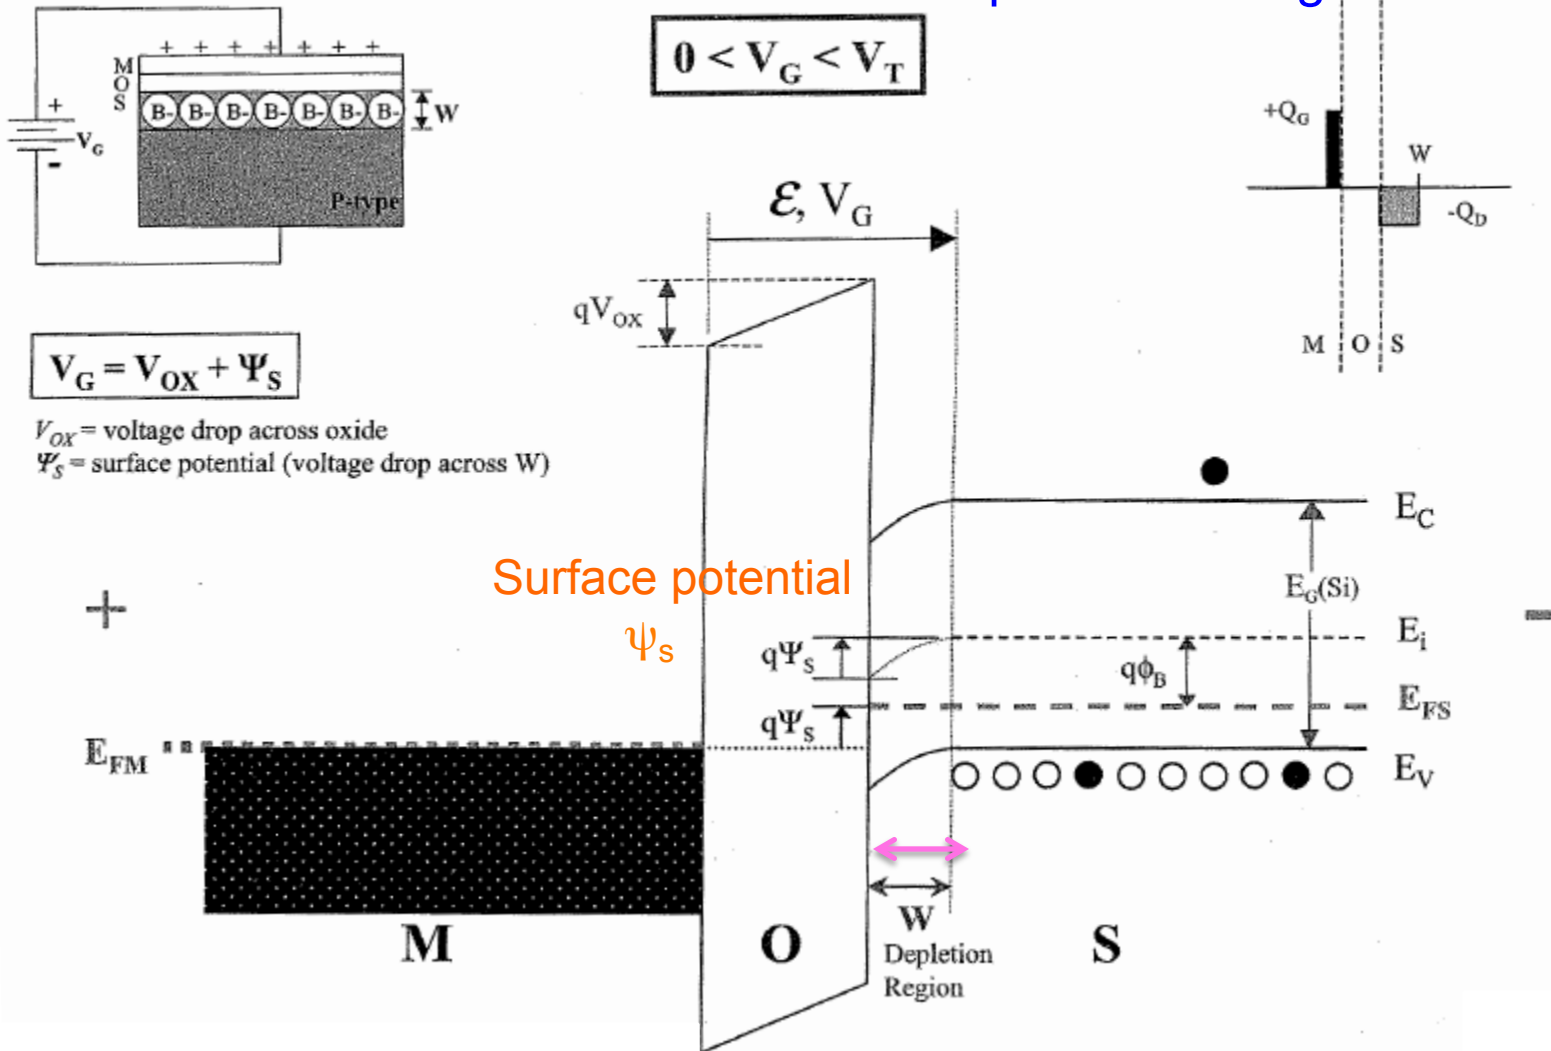 0 < V_G < V_T
+ + + + + + +
M
O
S
B- B- B- B- B- B- B-
W
+
V_G
-
P-type
+Q_G
W
-Q_D
M O S
ℰ, V_G
qV_OX
V_G = V_OX + Ψ_S
V_OX = voltage drop across oxide
Ψ_S = surface potential (voltage drop across W)
E_C
Surface potential
ψ_s
E_G(Si)
+
-
E_i
qΨ_S
qϕ_B
E_FS
qΨ_S
E_FM
E_V
W
Depletion
Region
M
O
S